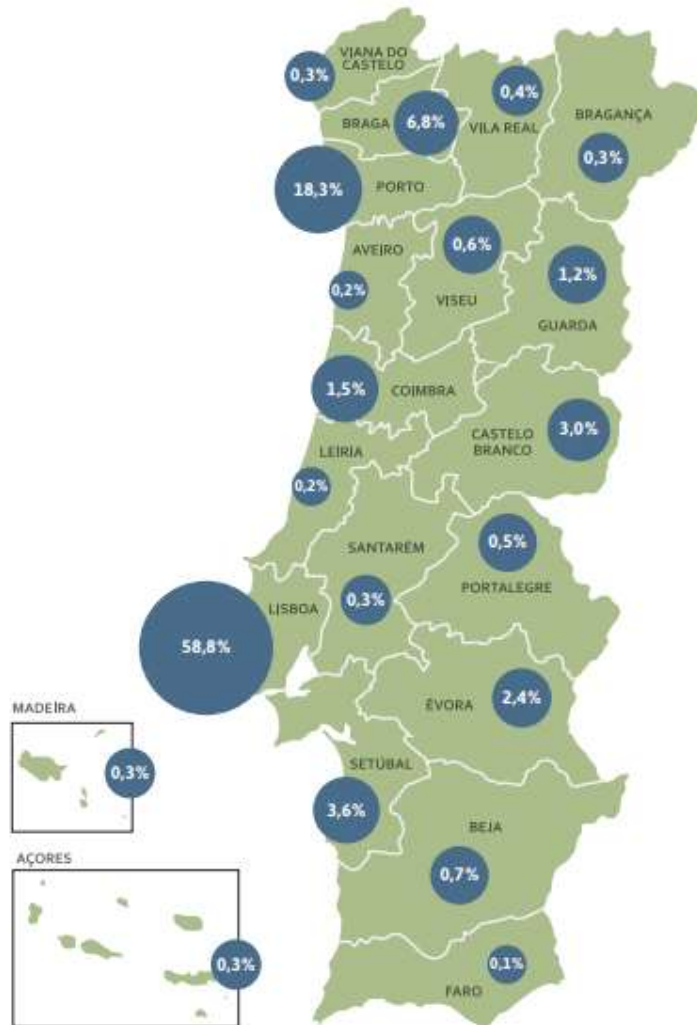 VIANA DO
CASTELO
0,3%
BRAGA
6,8%
VILA REAL
0,4%
BRAGANÇA
0,3%
18,3%
PORTO
AVEIRO
0,2%
0,6%
VISEU
1,2%
GUARDA
1,5%
COIMBRA
CASTELO
BRANCO
3,0%
LEIRIA
0,2%
SANTARÉM
0,3%
0,5%
PORTALEGRE
LISBOA
58,8%
ÉVORA
2,4%
MADEIRA
0,3%
SETÚBAL
3,6%
BEJA
0,7%
AÇORES
0,3%
0,1%
FARO